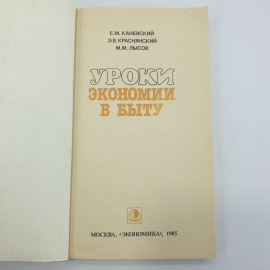 Е.М. КАНЕВСКИЙ,
Э.В. КРАСНЯНСКИЙ,
М.М. ЛЫСОВ
УРОКИ
ЭКОНОМИИ
В БЫТУ
МОСКВА, «ЭКОНОМИКА», 1985